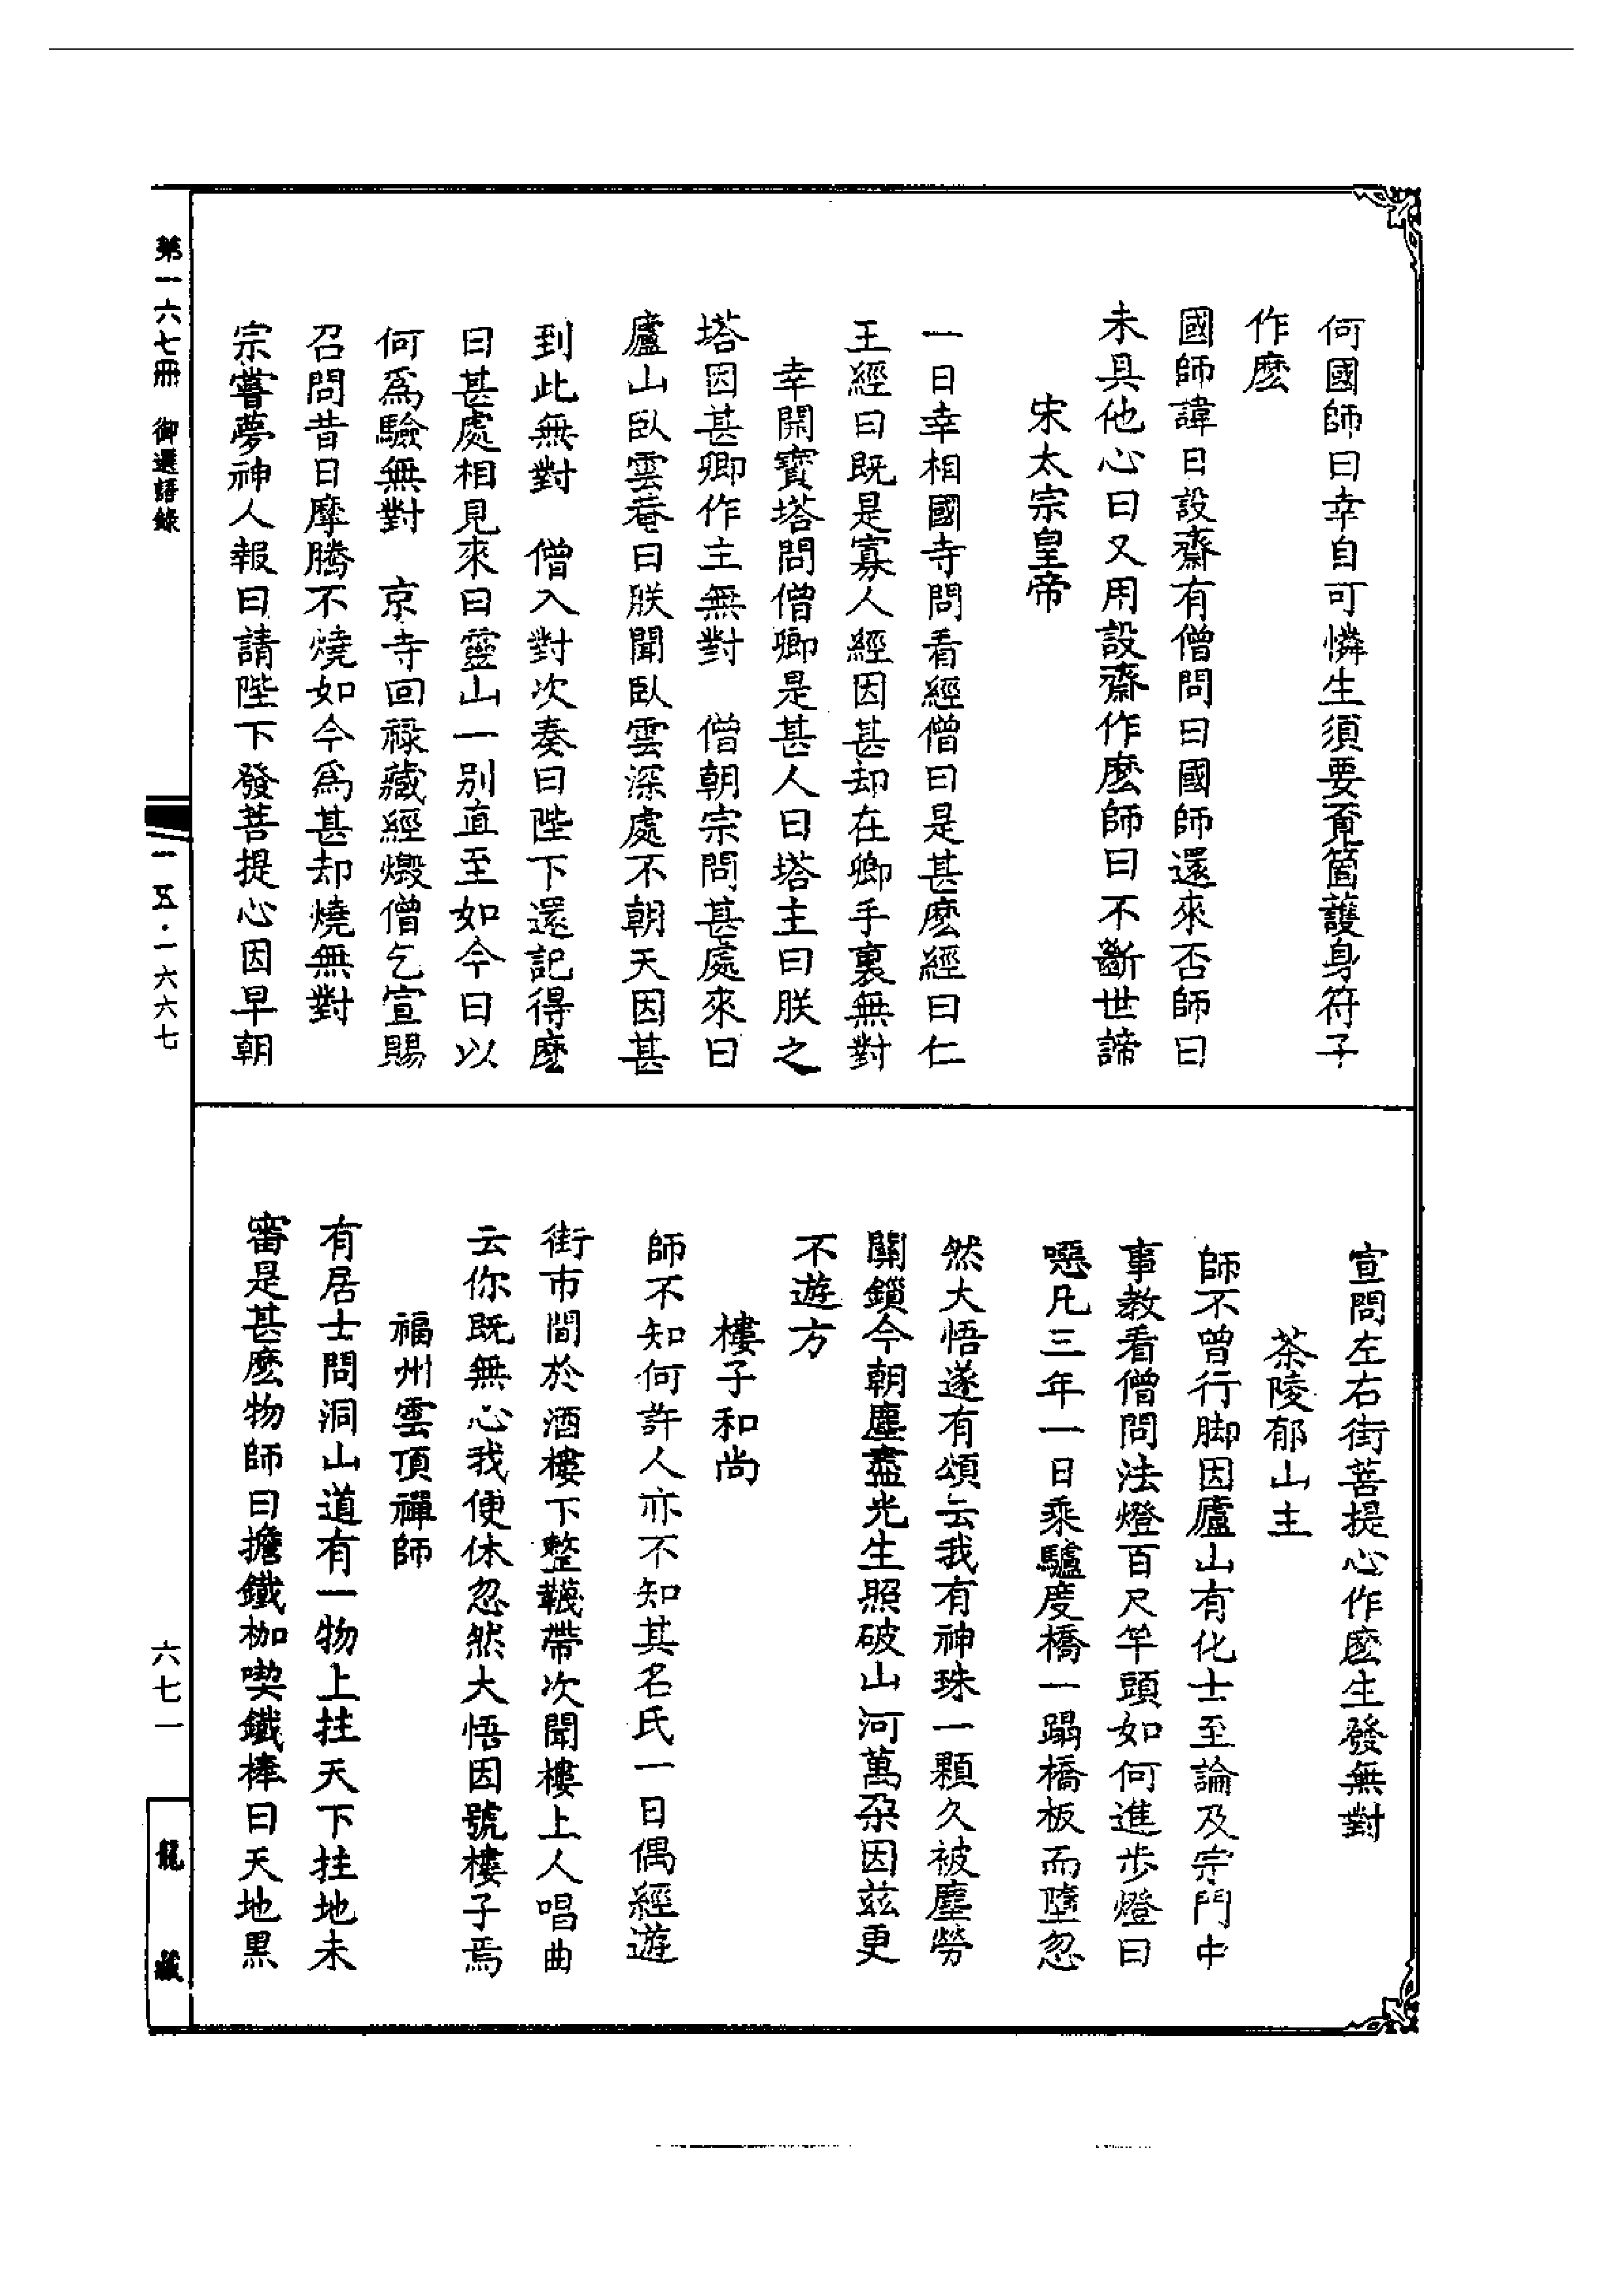 何國師曰幸自可憐生須要覓箇護身符子
作麼
國師諱日設齋有僧問曰國師還來否師曰
未具他心曰又用設齋作麼師曰不斷世諦
宋太宗皇帝
一日幸相國寺問看經僧曰是甚麼經曰仁
王經曰既是寡人經因甚却在卿手裏無對
幸開寶塔問僧卿是甚人曰塔主曰朕之
塔因甚卿作主無對　僧朝宗問甚處來曰
廬山臥雲菴曰朕聞臥雲深處不朝天因甚
到此無對　僧入對次奏曰陛下還記得麼
曰甚處相見來曰靈山一別直至如今曰以
何爲驗無對　京寺回祿藏經燬僧乞宣賜
召問昔日摩騰不燒如今爲甚却燒無對
宗嘗夢神人報曰請陛下發菩提心因早朝
宣問左右街菩提心作麼生發無對
茶陵郁山主
師不曾行脚因廬山有化士至論及宗門中
事教看僧問法燈百尺竿頭如何進步燈曰
噁凡三年一日乘驢度橋一蹋橋板而墮忽
然大悟遂有頌云我有神珠一顆久被塵勞
關鎖今朝塵盡光生照破山河萬朶因茲更
不遊方
樓子和尚
師不知何許人亦不知其名氏一日偶經遊
街市間於酒樓下整韈帶次聞樓上人唱曲
云你既無心我便休忽然大悟因號樓子焉
福州雲頂禪師
有居士問洞山道有一物上拄天下拄地未
審是甚麼物師曰擔鐵枷喫鐵棒曰天地黑
第一六七冊　御選語錄
一五·一六六七
六七一
龍藏